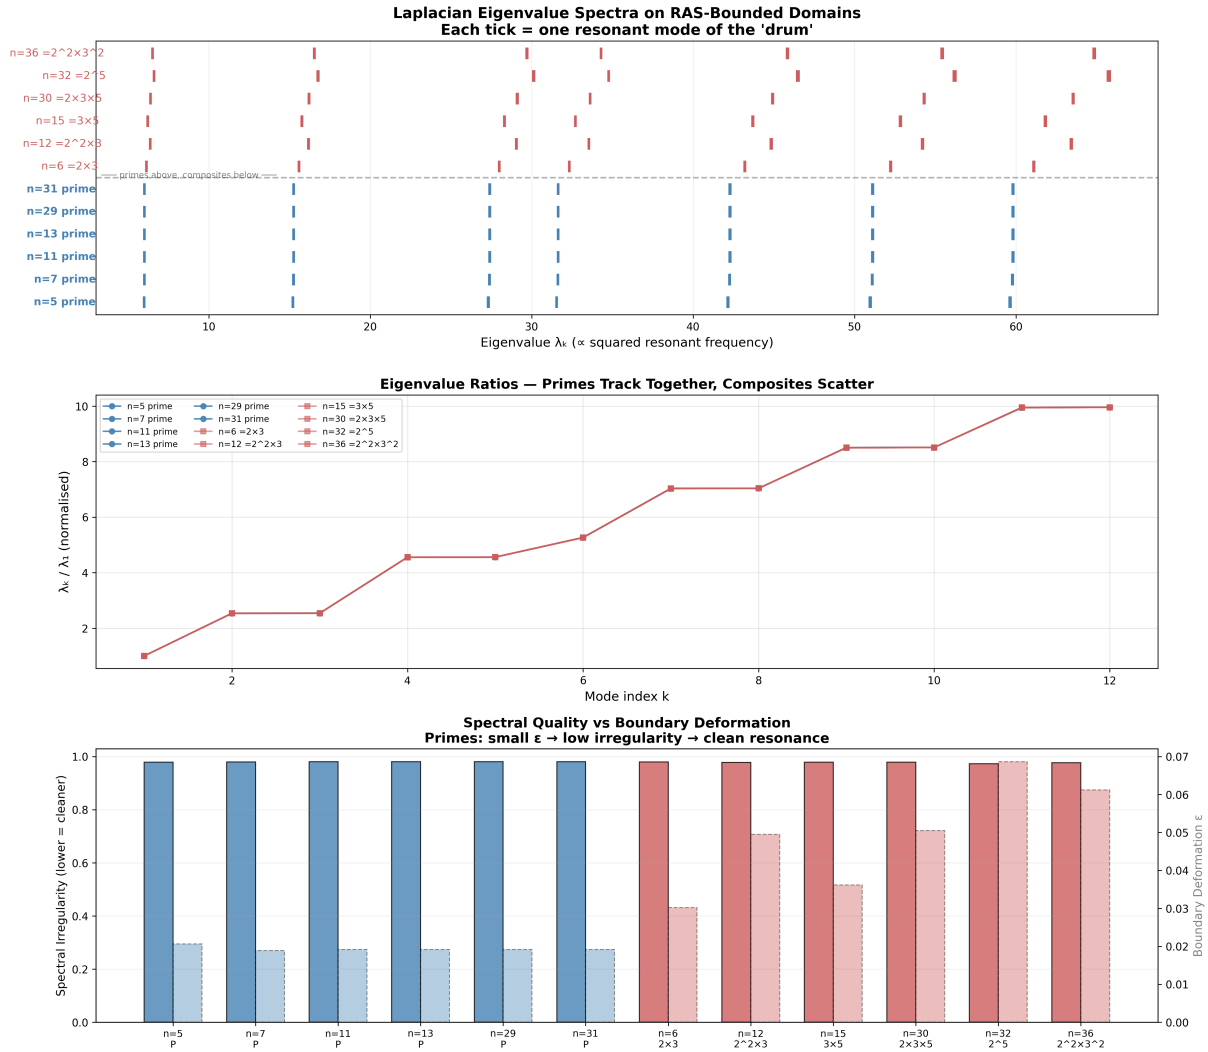 Laplacian Eigenvalue Spectra on RAS-Bounded Domains
Each tick = one resonant mode of the 'drum'
n=36 =2^2×3^2
n=32 =2^5
n=30 =2×3×5
n=15 =3×5
n=12 =2^2×3
n=6 =2×3
primes above, composites below
n=31 prime
n=29 prime
n=13 prime
n=11 prime
n=7 prime
n=5 prime
10 20 30 40 50 60
Eigenvalue λₖ (∝ squared resonant frequency)
Eigenvalue Ratios — Primes Track Together, Composites Scatter
n=5 prime
n=7 prime
n=11 prime
n=13 prime
n=29 prime
n=31 prime
n=6 =2×3
n=12 =2^2×3
n=15 =3×5
n=30 =2×3×5
n=32 =2^5
n=36 =2^2×3^2
10
8
6
4
2
λₖ / λ₁ (normalised)
2 4 6 8 10 12
Mode index k
Spectral Quality vs Boundary Deformation
Primes: small ε → low irregularity → clean resonance
1.0
0.8
0.6
0.4
0.2
0.0
Spectral Irregularity (lower = cleaner)
0.07
0.06
0.05
0.04
0.03
0.02
0.01
0.00
Boundary Deformation ε
n=5 n=7 n=11 n=13 n=29 n=31 n=6 n=12 n=15 n=30 n=32 n=36
P P P P P P 2×3 2^2×3 3×5 2×3×5 2^5 2^2×3^2